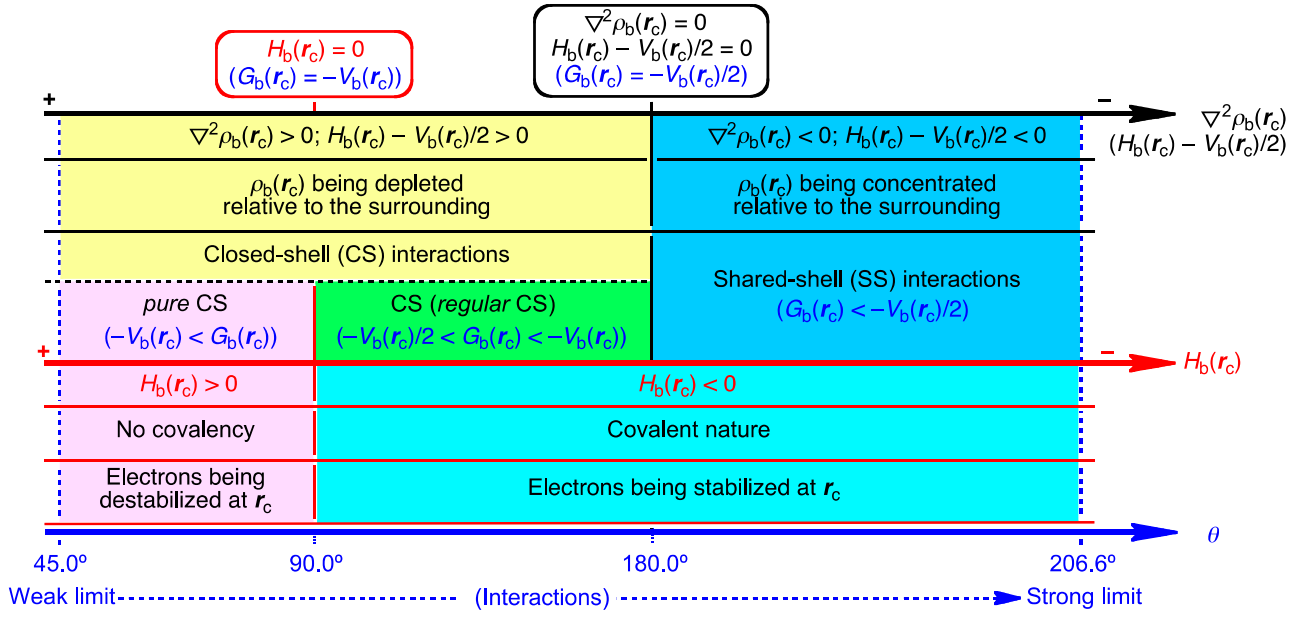 H_b(r_c) = 0
(G_b(r_c) = −V_b(r_c))
∇²ρ_b(r_c) = 0
H_b(r_c) − V_b(r_c)/2 = 0
(G_b(r_c) = −V_b(r_c)/2)
+
−
∇²ρ_b(r_c)
(H_b(r_c) − V_b(r_c)/2)
∇²ρ_b(r_c) > 0; H_b(r_c) − V_b(r_c)/2 > 0
∇²ρ_b(r_c) < 0; H_b(r_c) − V_b(r_c)/2 < 0
ρ_b(r_c) being depleted
relative to the surrounding
ρ_b(r_c) being concentrated
relative to the surrounding
Closed-shell (CS) interactions
Shared-shell (SS) interactions
(G_b(r_c) < −V_b(r_c)/2)
pure CS
(−V_b(r_c) < G_b(r_c))
CS (regular CS)
(−V_b(r_c)/2 < G_b(r_c) < −V_b(r_c))
+
−
H_b(r_c)
H_b(r_c) > 0
H_b(r_c) < 0
No covalency
Covalent nature
Electrons being
destabilized at r_c
Electrons being stabilized at r_c
θ
45.0º
90.0º
180.0º
206.6º
Weak limit
(Interactions)
Strong limit